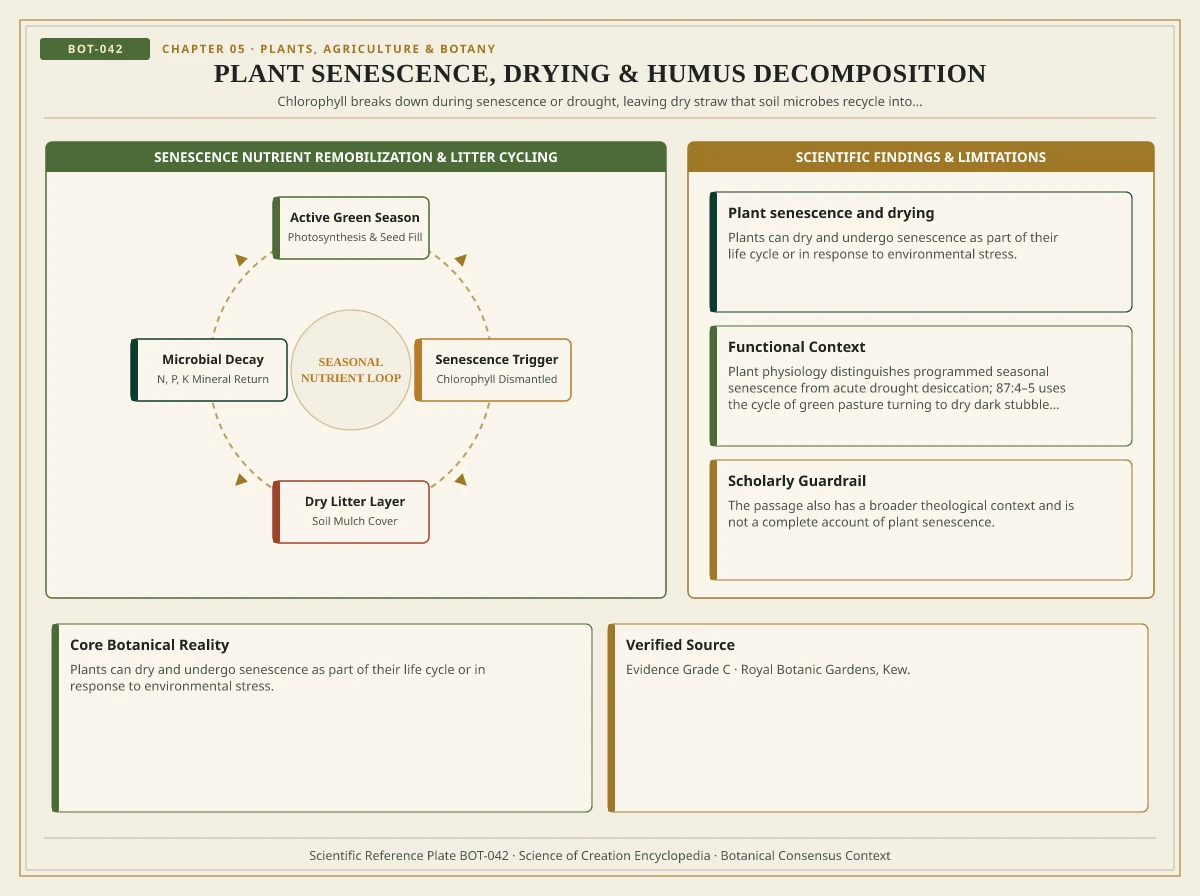 BOT-042
CHAPTER 05 · PLANTS, AGRICULTURE & BOTANY
PLANT SENESCENCE, DRYING & HUMUS DECOMPOSITION
Chlorophyll breaks down during senescence or drought, leaving dry straw that soil microbes recycle into...
SENESCENCE NUTRIENT REMOBILIZATION & LITTER CYCLING
Active Green Season
Photosynthesis & Seed Fill
Microbial Decay
N, P, K Mineral Return
SEASONAL
NUTRIENT LOOP
Senescence Trigger
Chlorophyll Dismantled
Dry Litter Layer
Soil Mulch Cover
SCIENTIFIC FINDINGS & LIMITATIONS
Plant senescence and drying
Plants can dry and undergo senescence as part of their
life cycle or in response to environmental stress.
Functional Context
Plant physiology distinguishes programmed seasonal
senescence from acute drought desiccation; 87:4–5 uses
the cycle of green pasture turning to dry dark stubble...
Scholarly Guardrail
The passage also has a broader theological context and is
not a complete account of plant senescence.
Core Botanical Reality
Plants can dry and undergo senescence as part of their life cycle or in
response to environmental stress.
Verified Source
Evidence Grade C · Royal Botanic Gardens, Kew.
Scientific Reference Plate BOT-042 · Science of Creation Encyclopedia · Botanical Consensus Context